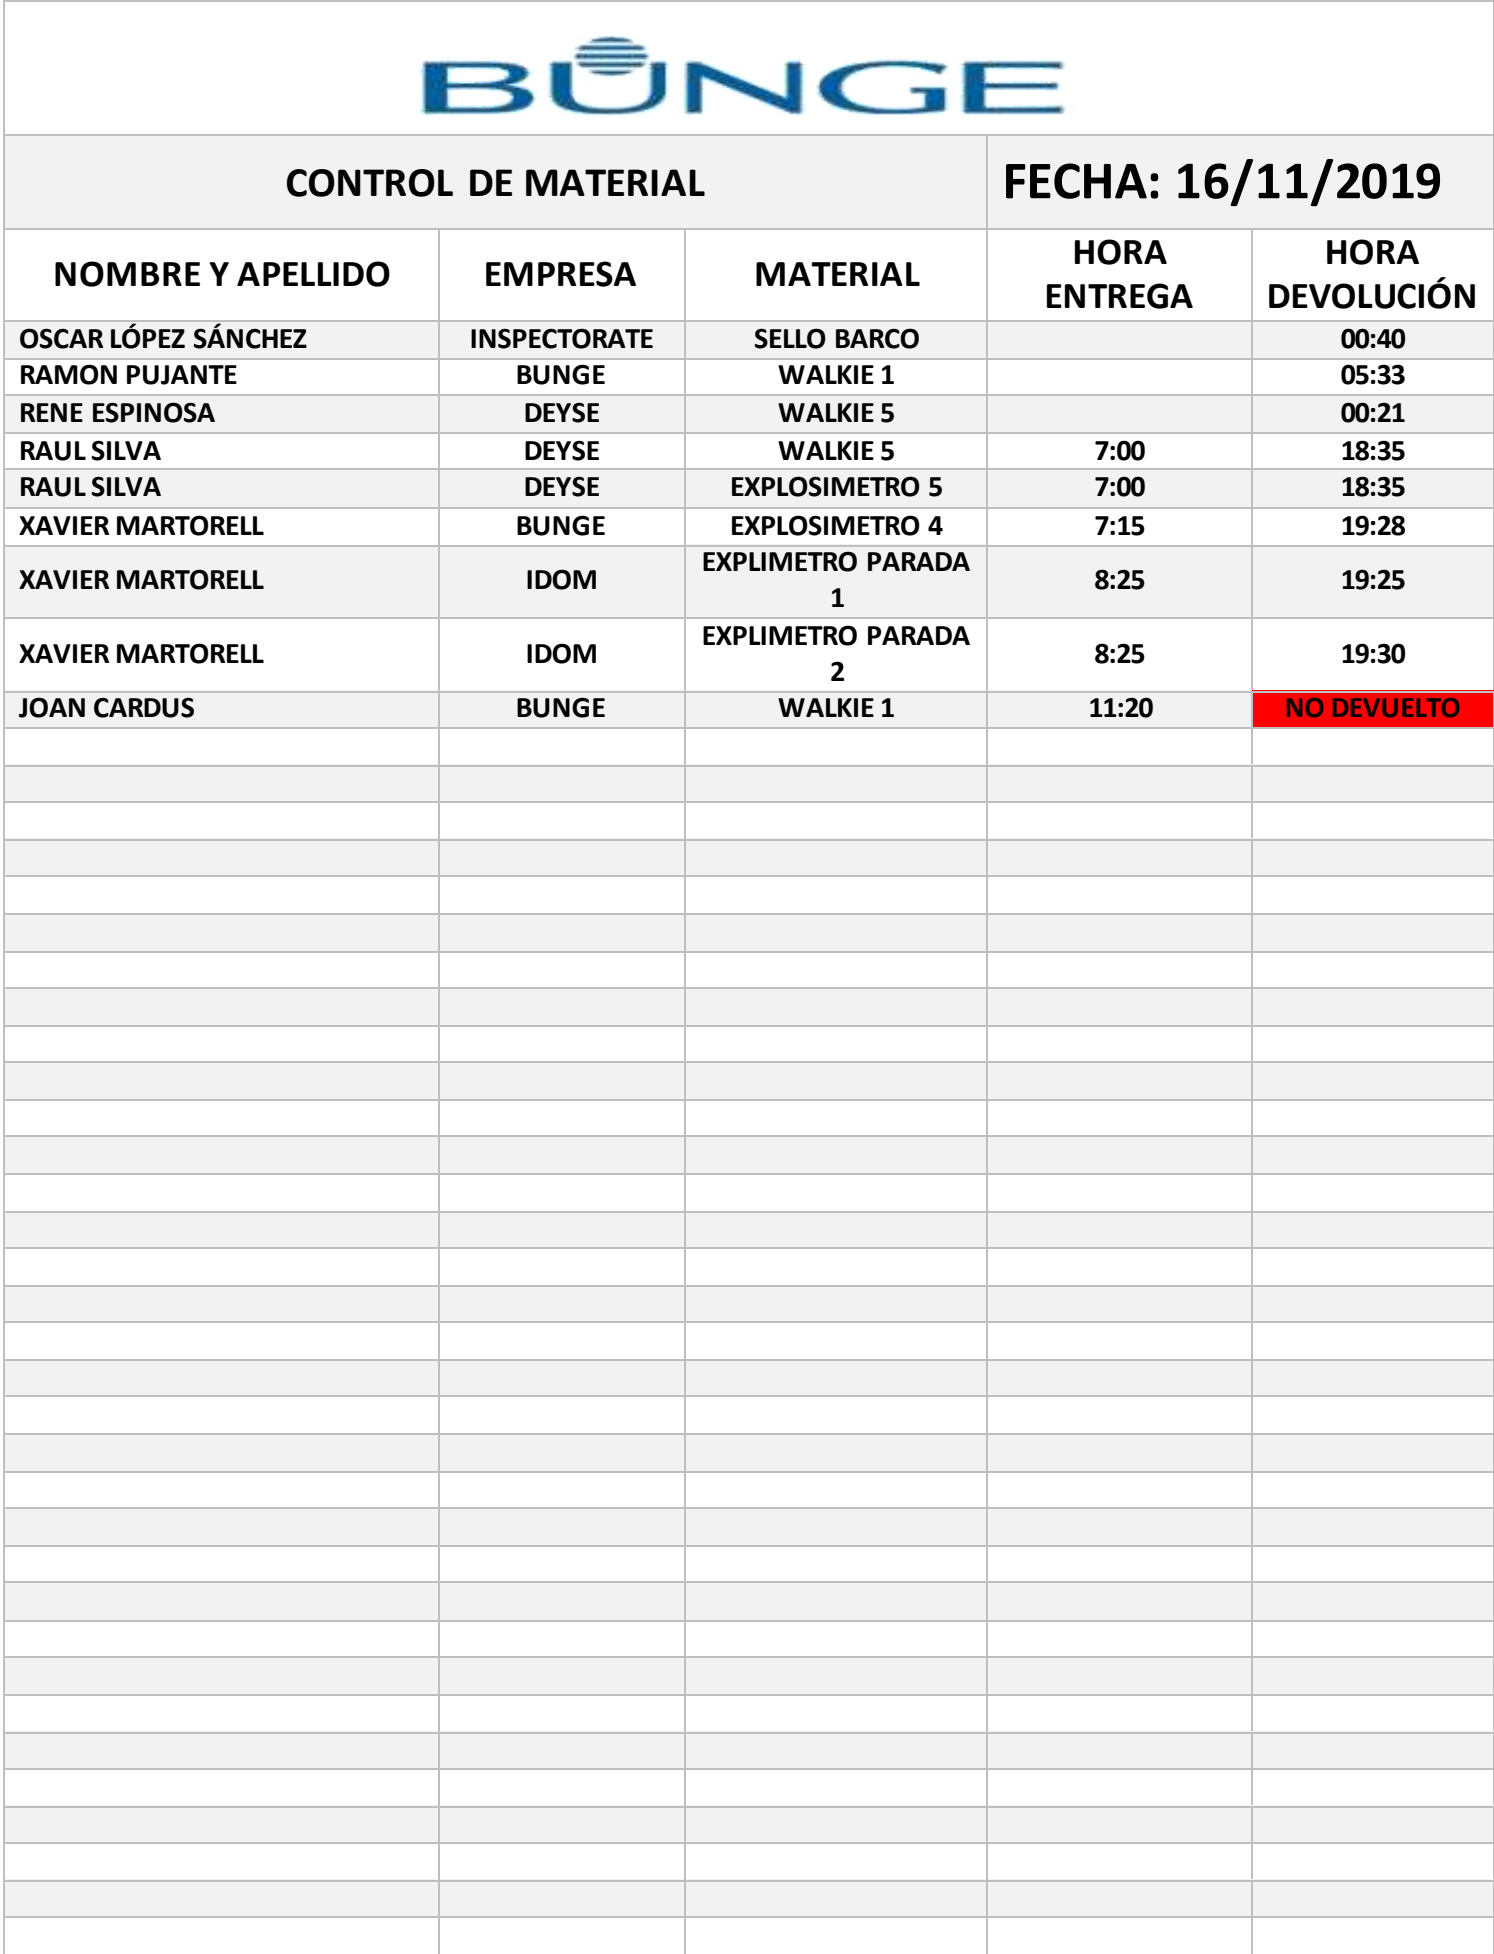 BUNGE
CONTROL DE MATERIAL FECHA: 16/11/2019
NOMBRE Y APELLIDO EMPRESA MATERIAL HORA ENTREGA HORA DEVOLUCIÓN
OSCAR LÓPEZ SÁNCHEZ INSPECTORATE SELLO BARCO 00:40
RAMON PUJANTE BUNGE WALKIE 1 05:33
RENE ESPINOSA DEYSE WALKIE 5 00:21
RAUL SILVA DEYSE WALKIE 5 7:00 18:35
RAUL SILVA DEYSE EXPLOSIMETRO 5 7:00 18:35
XAVIER MARTORELL BUNGE EXPLOSIMETRO 4 7:15 19:28
XAVIER MARTORELL IDOM EXPLIMETRO PARADA 1 8:25 19:25
XAVIER MARTORELL IDOM EXPLIMETRO PARADA 2 8:25 19:30
JOAN CARDUS BUNGE WALKIE 1 11:20 NO DEVUELTO